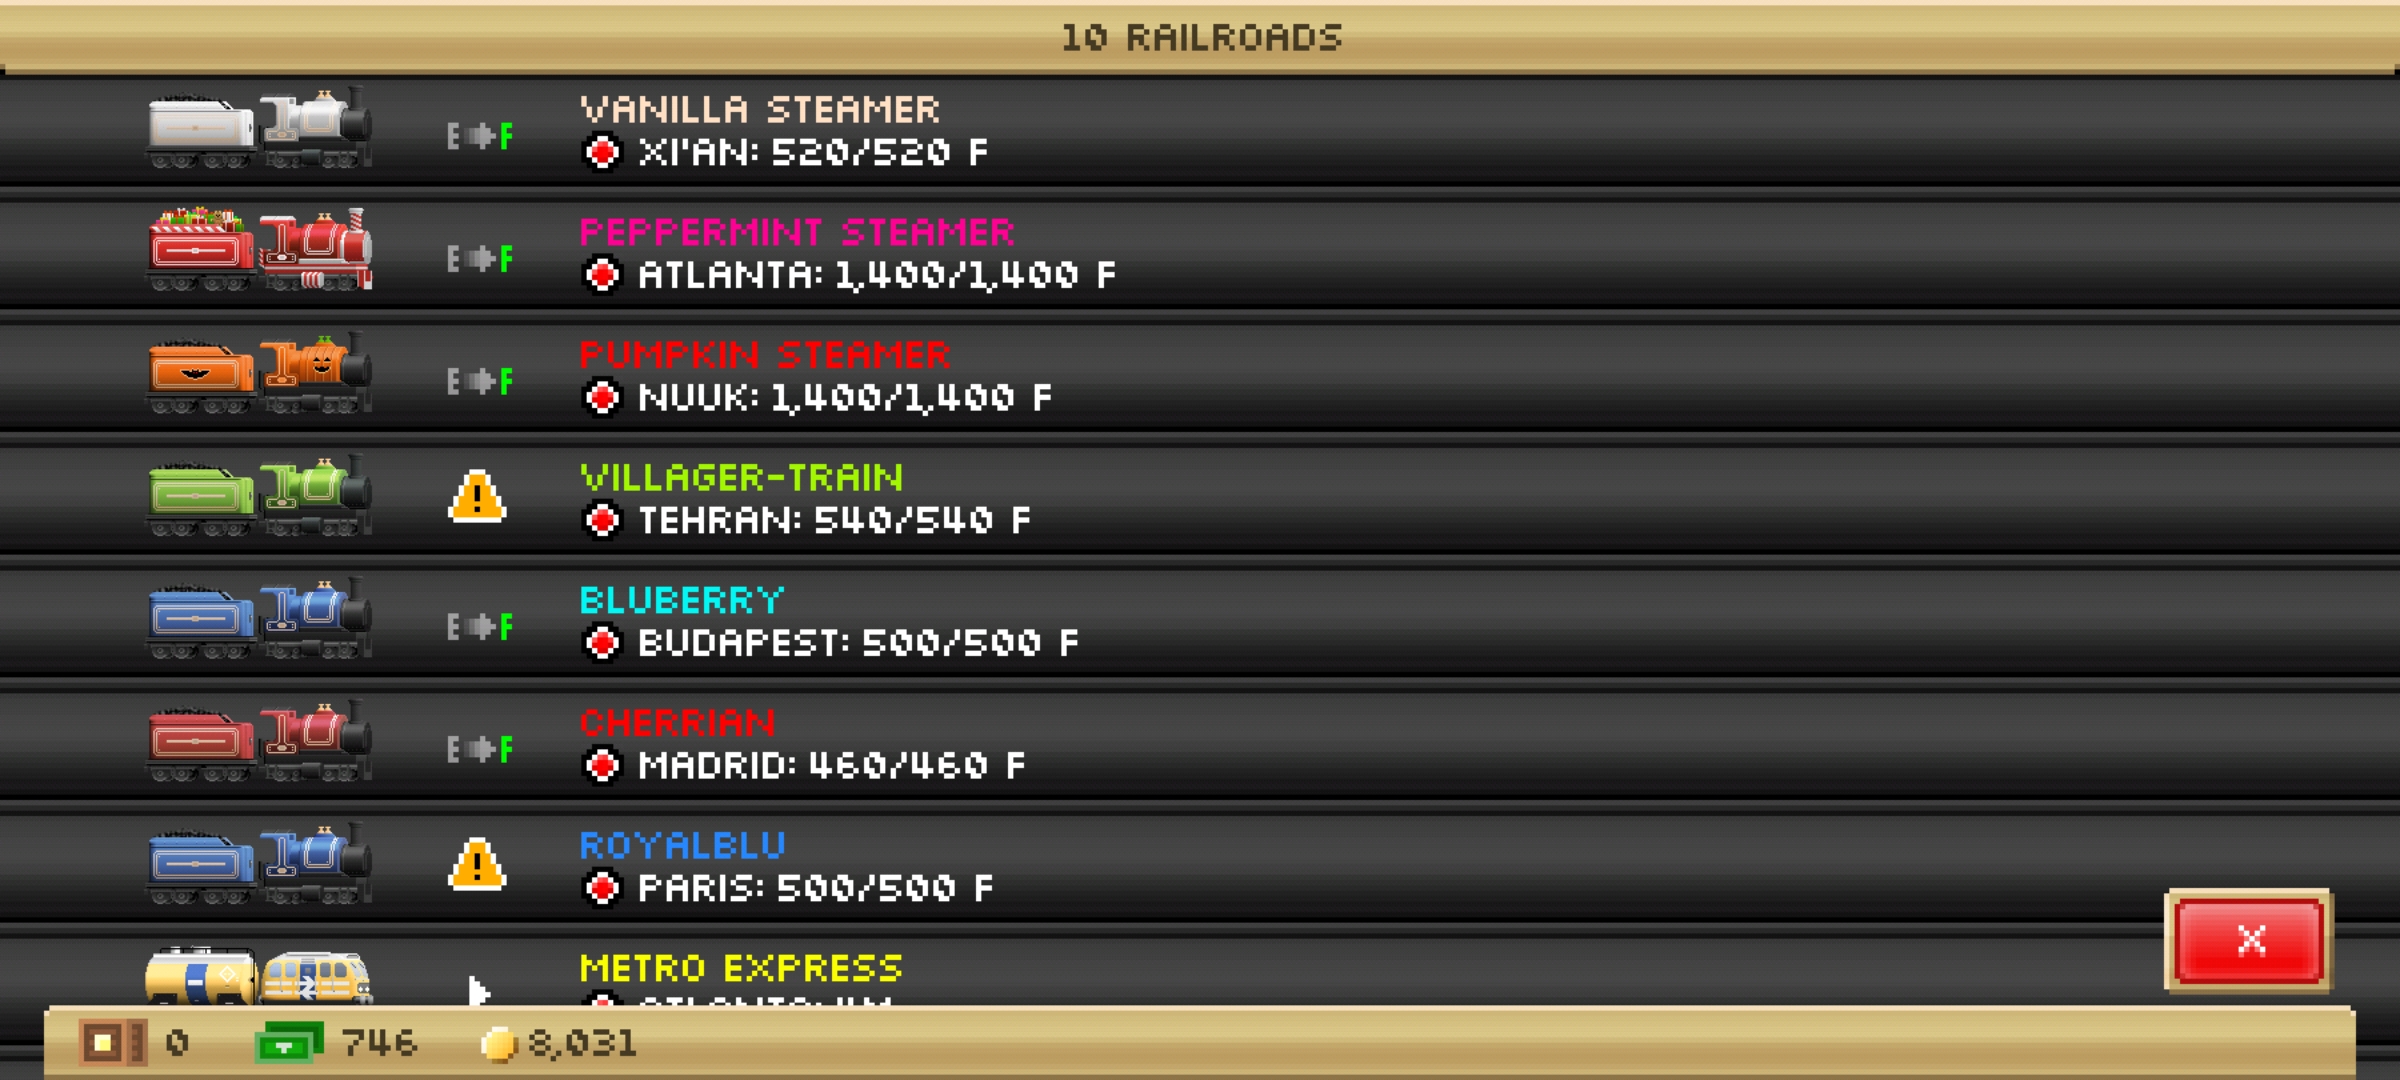 10 RAILROADS
VANILLA STEAMER
E F
XI'AN: 520/520 F
PEPPERMINT STEAMER
E F
ATLANTA: 1,400/1,400 F
PUMPKIN STEAMER
E F
NUUK: 1,400/1,400 F
VILLAGER-TRAIN
!
TEHRAN: 540/540 F
BLUBERRY
E F
BUDAPEST: 500/500 F
CHERRIAN
E F
MADRID: 460/460 F
ROYALBLU
!
PARIS: 500/500 F
X
METRO EXPRESS
0 746 8,031